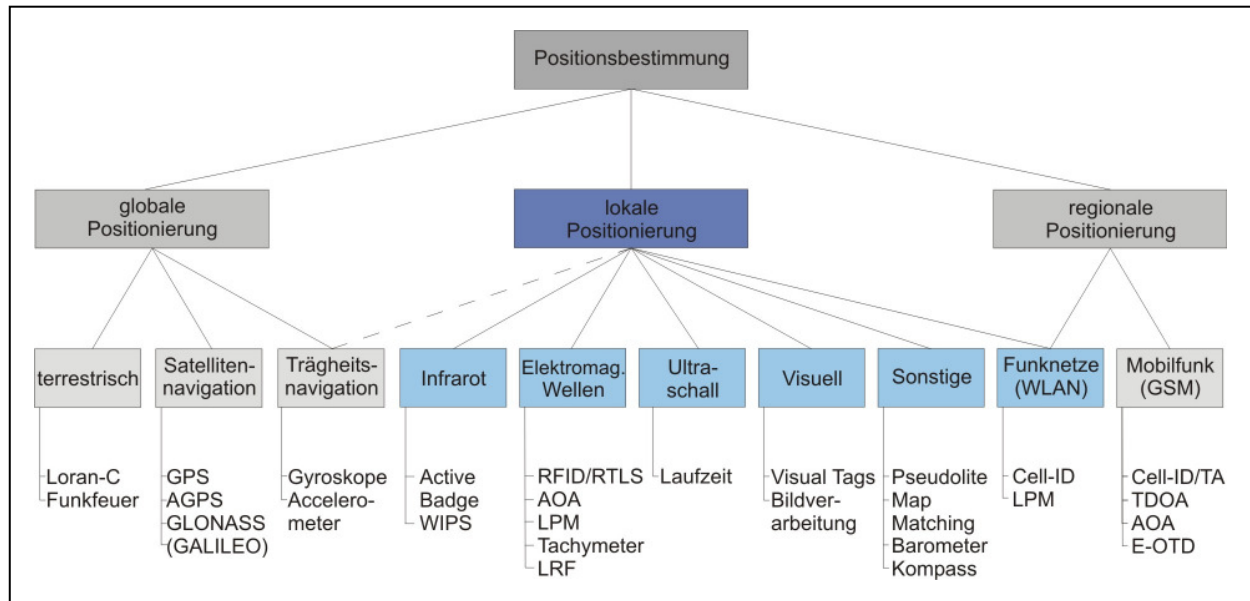 Positionsbestimmung
globale
Positionierung
lokale
Positionierung
regionale
Positionierung
terrestrisch
Satelliten-
navigation
Trägheits-
navigation
Infrarot
Elektromag.
Wellen
Ultra-
schall
Visuell
Sonstige
Funknetze
(WLAN)
Mobilfunk
(GSM)
Loran-C
Funkfeuer
GPS
AGPS
GLONASS
(GALILEO)
Gyroskope
Accelero-
meter
Active
Badge
WIPS
RFID/RTLS
AOA
LPM
Tachymeter
LRF
Laufzeit
Visual Tags
Bildver-
arbeitung
Pseudolite
Map
Matching
Barometer
Kompass
Cell-ID
LPM
Cell-ID/TA
TDOA
AOA
E-OTD